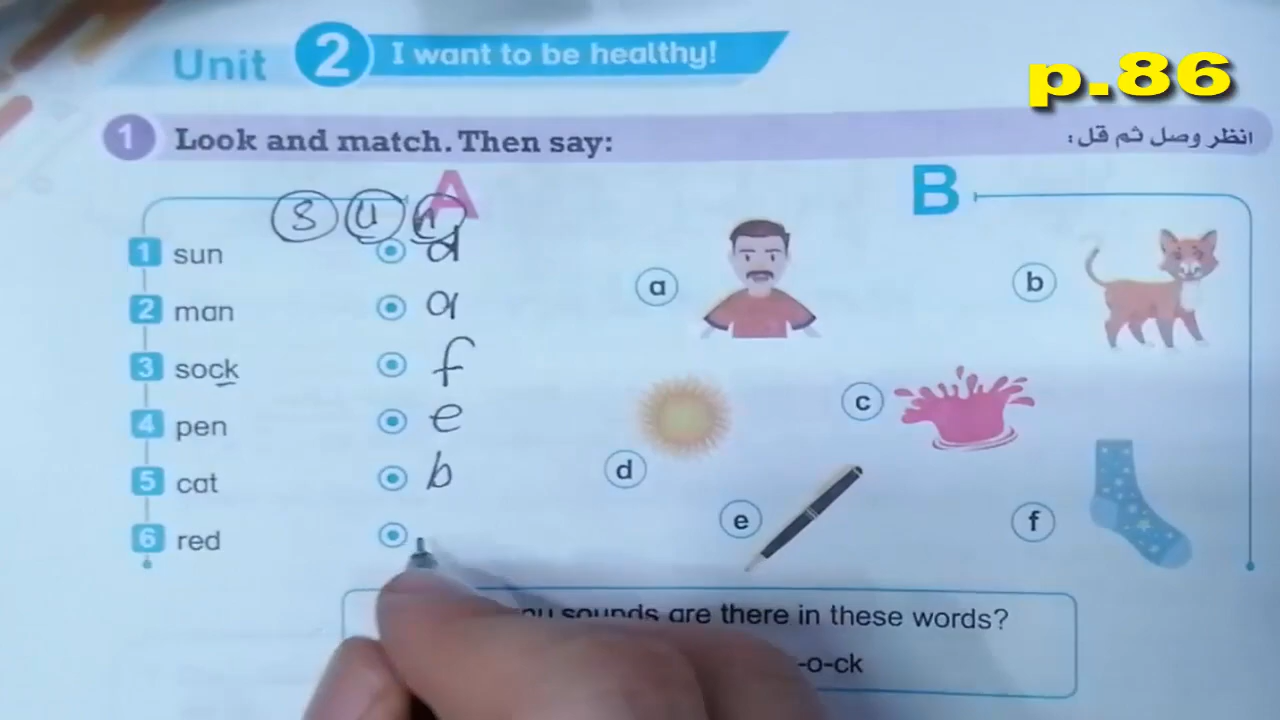 Unit 2 I want to be healthy!
p.86
1 Look and match. Then say:
انظر وصل ثم قل:
A
B
s u n
1 sun d
2 man a
3 sock f
4 pen e
5 cat b
6 red
a
b
c
d
e
f
sounds are there in these words?
-o-ck